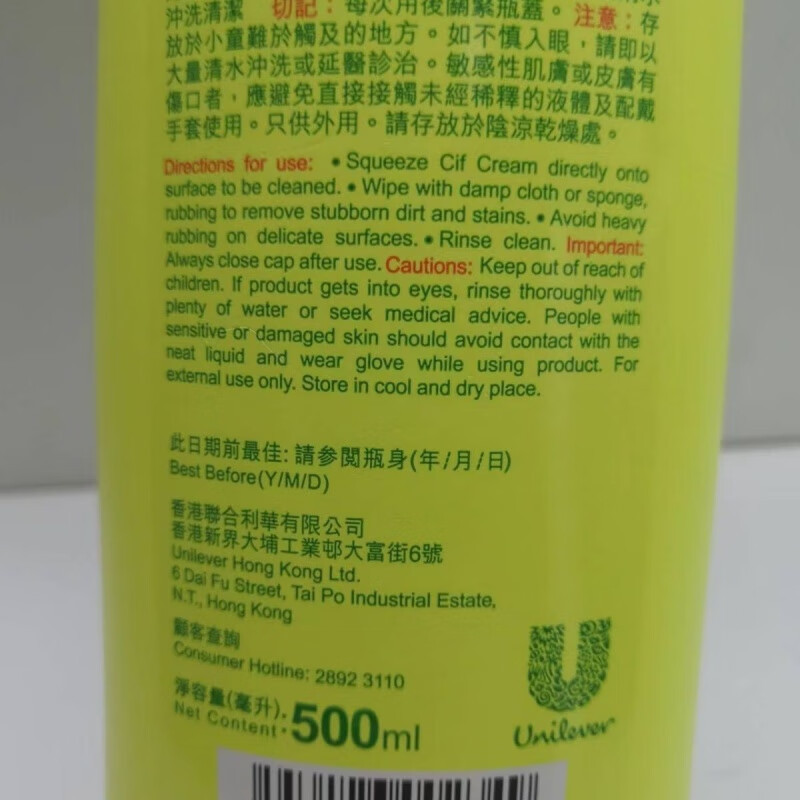 沖洗清潔 切記：每次用後關緊瓶蓋。注意：存
放於小童難於觸及的地方。如不慎入眼，請即以
大量清水沖洗或延醫診治。敏感性肌膚或皮膚有
傷口者，應避免直接接觸未經稀釋的液體及配戴
手套使用。只供外用。請存放於陰涼乾燥處。
Directions for use: • Squeeze Cif Cream directly onto
surface to be cleaned. • Wipe with damp cloth or sponge,
rubbing to remove stubborn dirt and stains. • Avoid heavy
rubbing on delicate surfaces. • Rinse clean. Important:
Always close cap after use. Cautions: Keep out of reach of
children. If product gets into eyes, rinse thoroughly with
plenty of water or seek medical advice. People with
sensitive or damaged skin should avoid contact with the
neat liquid and wear glove while using product. For
external use only. Store in cool and dry place.
此日期前最佳: 請參閱瓶身(年/月/日)
Best Before(Y/M/D)
香港聯合利華有限公司
香港新界大埔工業邨大富街6號
Unilever Hong Kong Ltd.
6 Dai Fu Street, Tai Po Industrial Estate,
N.T., Hong Kong
顧客查詢
Consumer Hotline: 2892 3110
淨容量(毫升):
Net Content: 500ml
Unilever